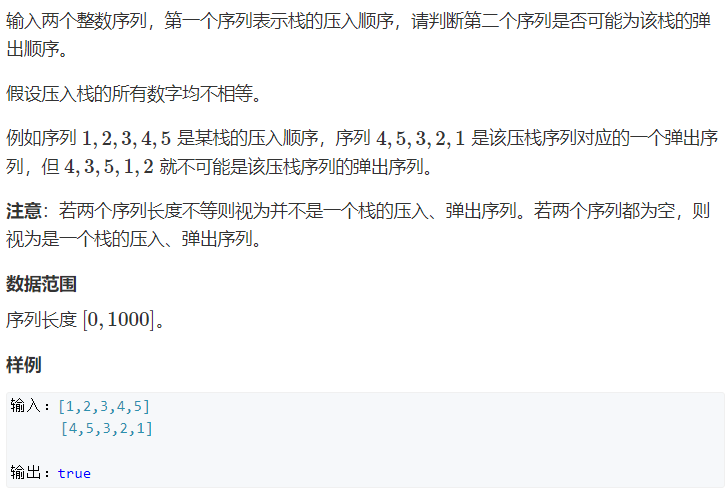 输入两个整数序列，第一个序列表示栈的压入顺序，请判断第二个序列是否可能为该栈的弹
出顺序。
假设压入栈的所有数字均不相等。
例如序列 1,2,3,4,5 是某栈的压入顺序，序列 4,5,3,2,1 是该压栈序列对应的一个弹出序
列，但 4,3,5,1,2 就不可能是该压栈序列的弹出序列。
注意：若两个序列长度不等则视为并不是一个栈的压入、弹出序列。若两个序列都为空，则
视为是一个栈的压入、弹出序列。
数据范围
序列长度 [0,1000]。
样例
输入：[1,2,3,4,5]
[4,5,3,2,1]
输出：true